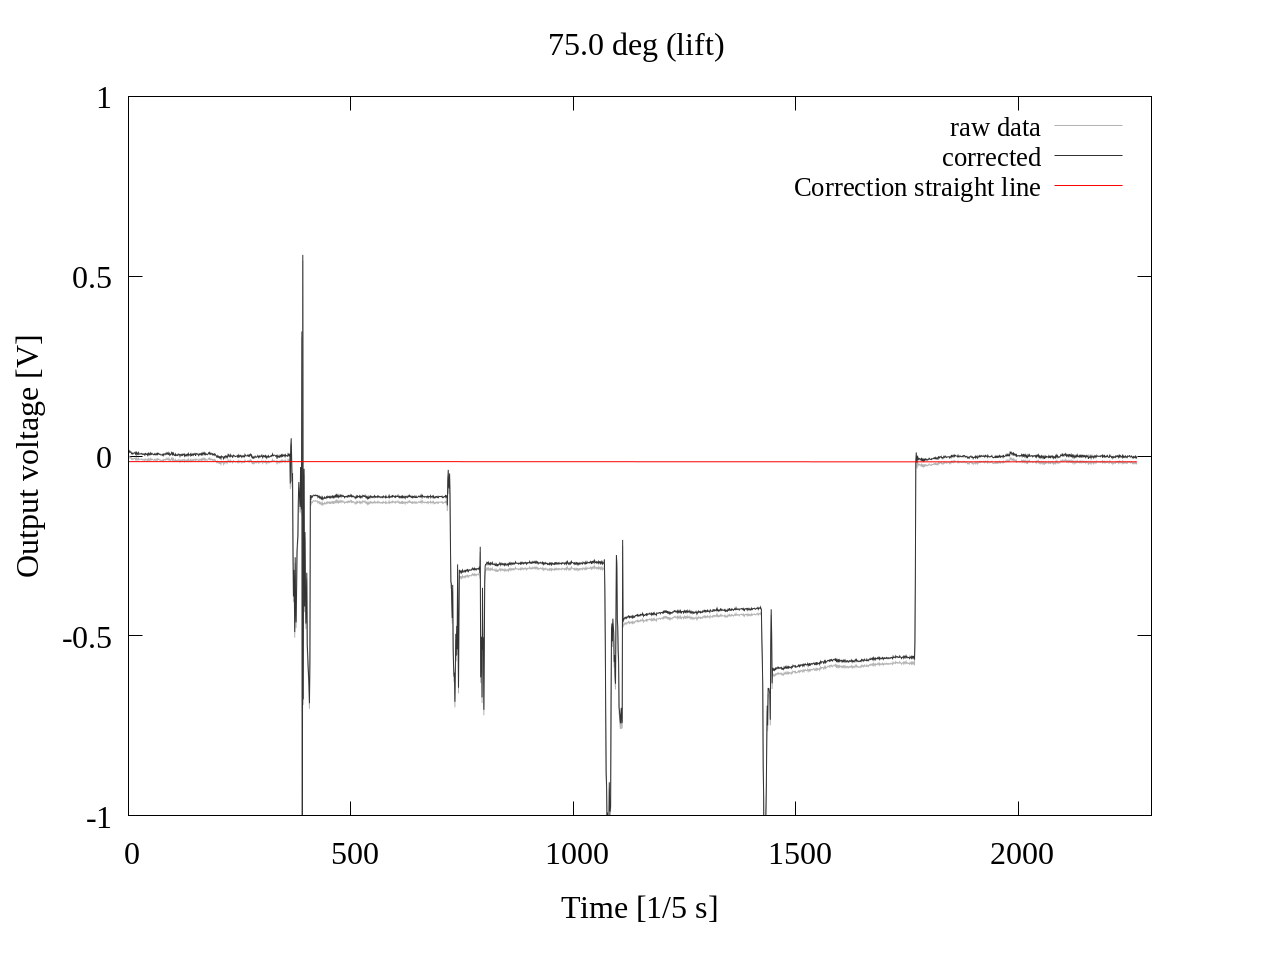 75.0 deg (lift)
1
0.5
0
-0.5
-1
Output voltage [V]
raw data
corrected
Correction straight line
0 500 1000 1500 2000
Time [1/5 s]